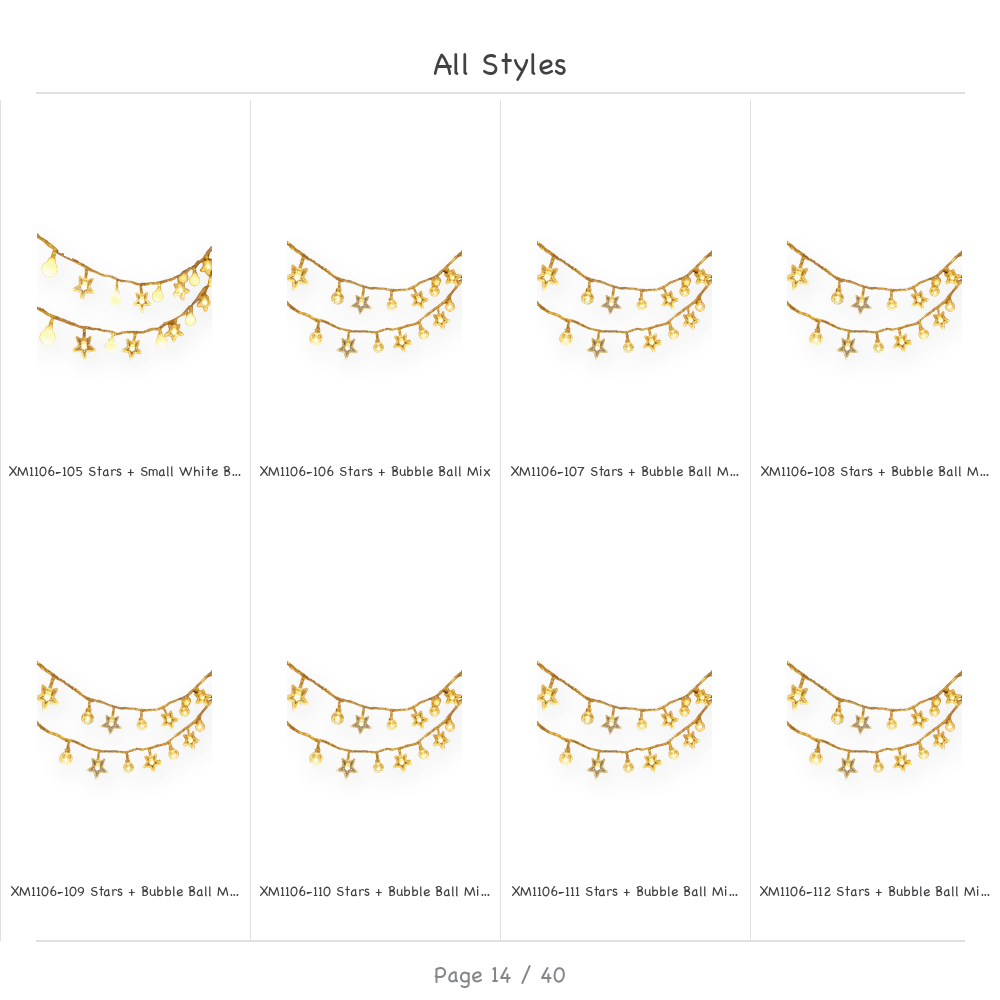 All Styles
XM1106-105 Stars + Small White B...
XM1106-106 Stars + Bubble Ball Mix
XM1106-107 Stars + Bubble Ball M...
XM1106-108 Stars + Bubble Ball M...
XM1106-109 Stars + Bubble Ball M...
XM1106-110 Stars + Bubble Ball Mi...
XM1106-111 Stars + Bubble Ball Mi...
XM1106-112 Stars + Bubble Ball Mi...
Page 14 / 40